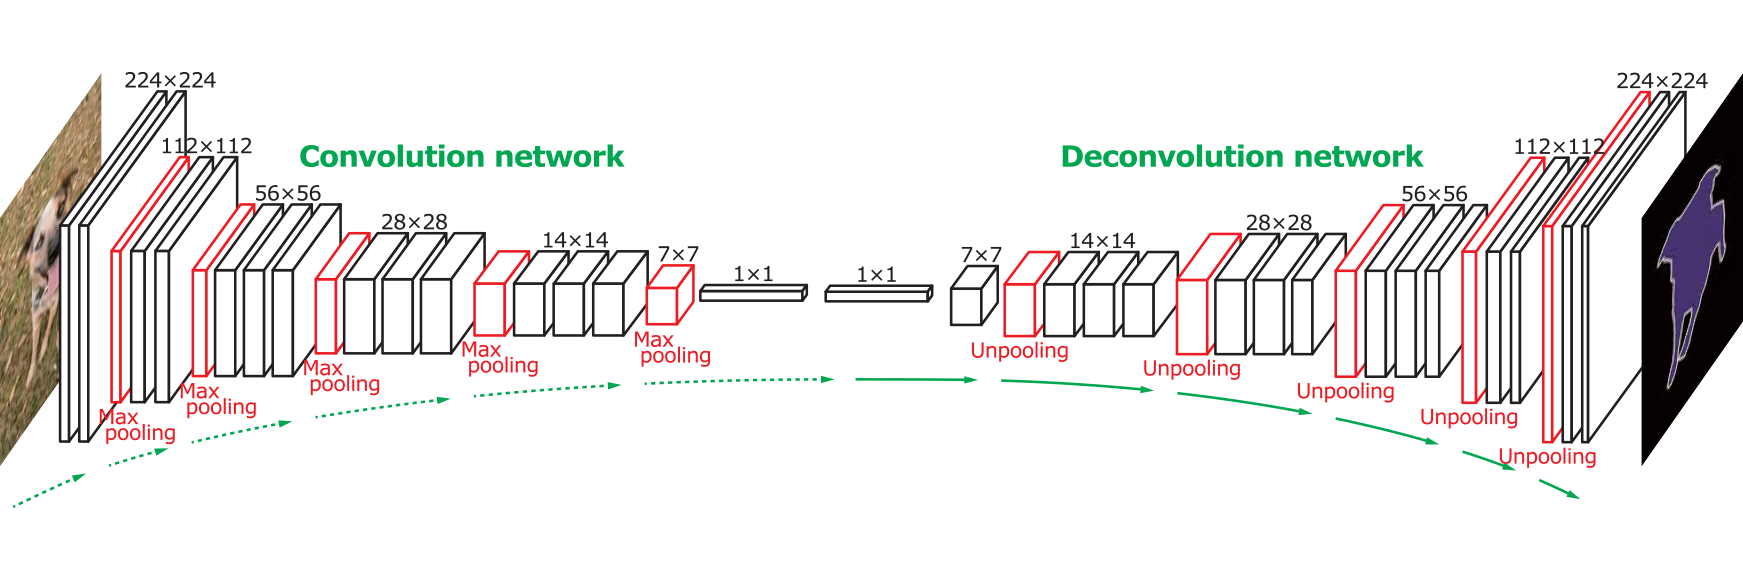 224×224
112×112
Convolution network
56×56
28×28
14×14
7×7
1×1
1×1
7×7
14×14
28×28
56×56
Deconvolution network
112×112
224×224
Max
pooling
Max
pooling
Max
pooling
Max
pooling
Max
pooling
Unpooling
Unpooling
Unpooling
Unpooling
Unpooling